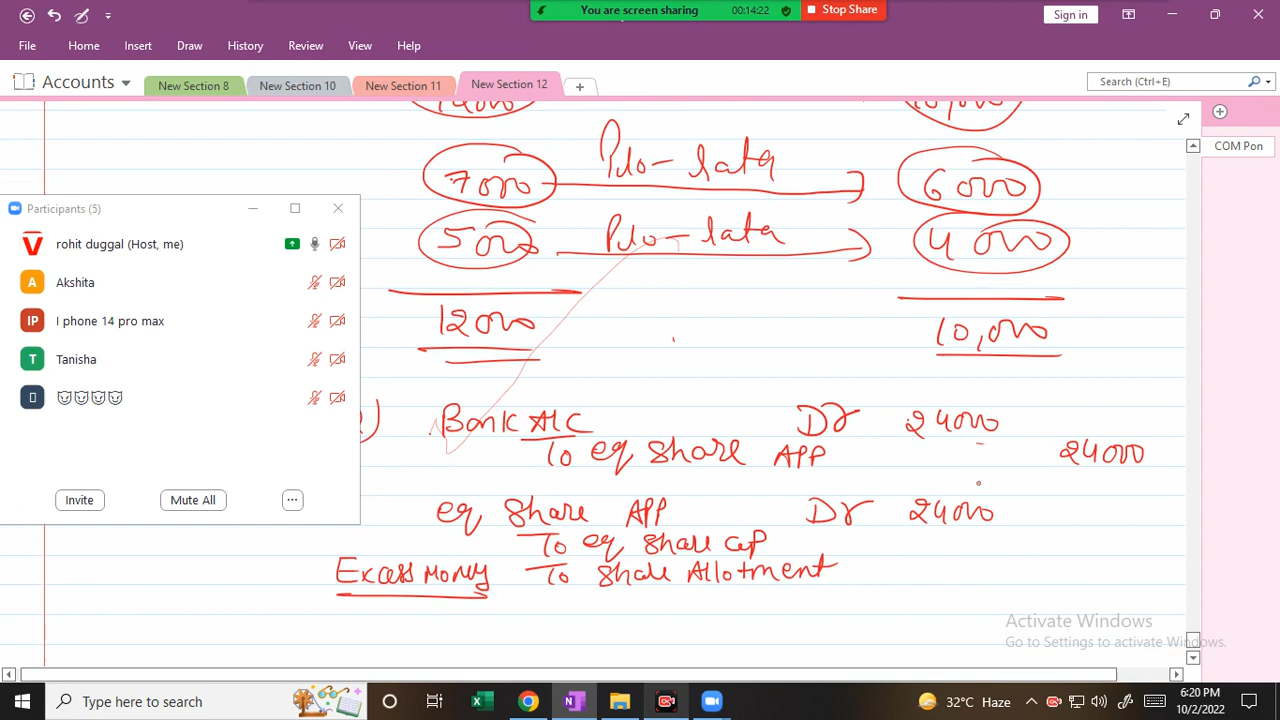 You are screen sharing
00:14:22
Stop Share
Sign in
File Home Insert Draw History Review View Help
Accounts
New Section 8
New Section 10
New Section 11
New Section 12
Search (Ctrl+E)
COM Pon
10,000
7000 Pro-rata 6000
5000 Pro-rata 4000
12000 10,000
Bank A/C Dr 24000
To eq share APP 24000
eq share APP Dr 24000
To eq share cap
Excess money To share Allotment
Participants (5)
rohit duggal (Host, me)
A Akshita
IP I phone 14 pro max
T Tanisha
Invite
Mute All
Activate Windows
Go to Settings to activate Windows.
Type here to search
32°C Haze
6:20 PM
10/2/2022